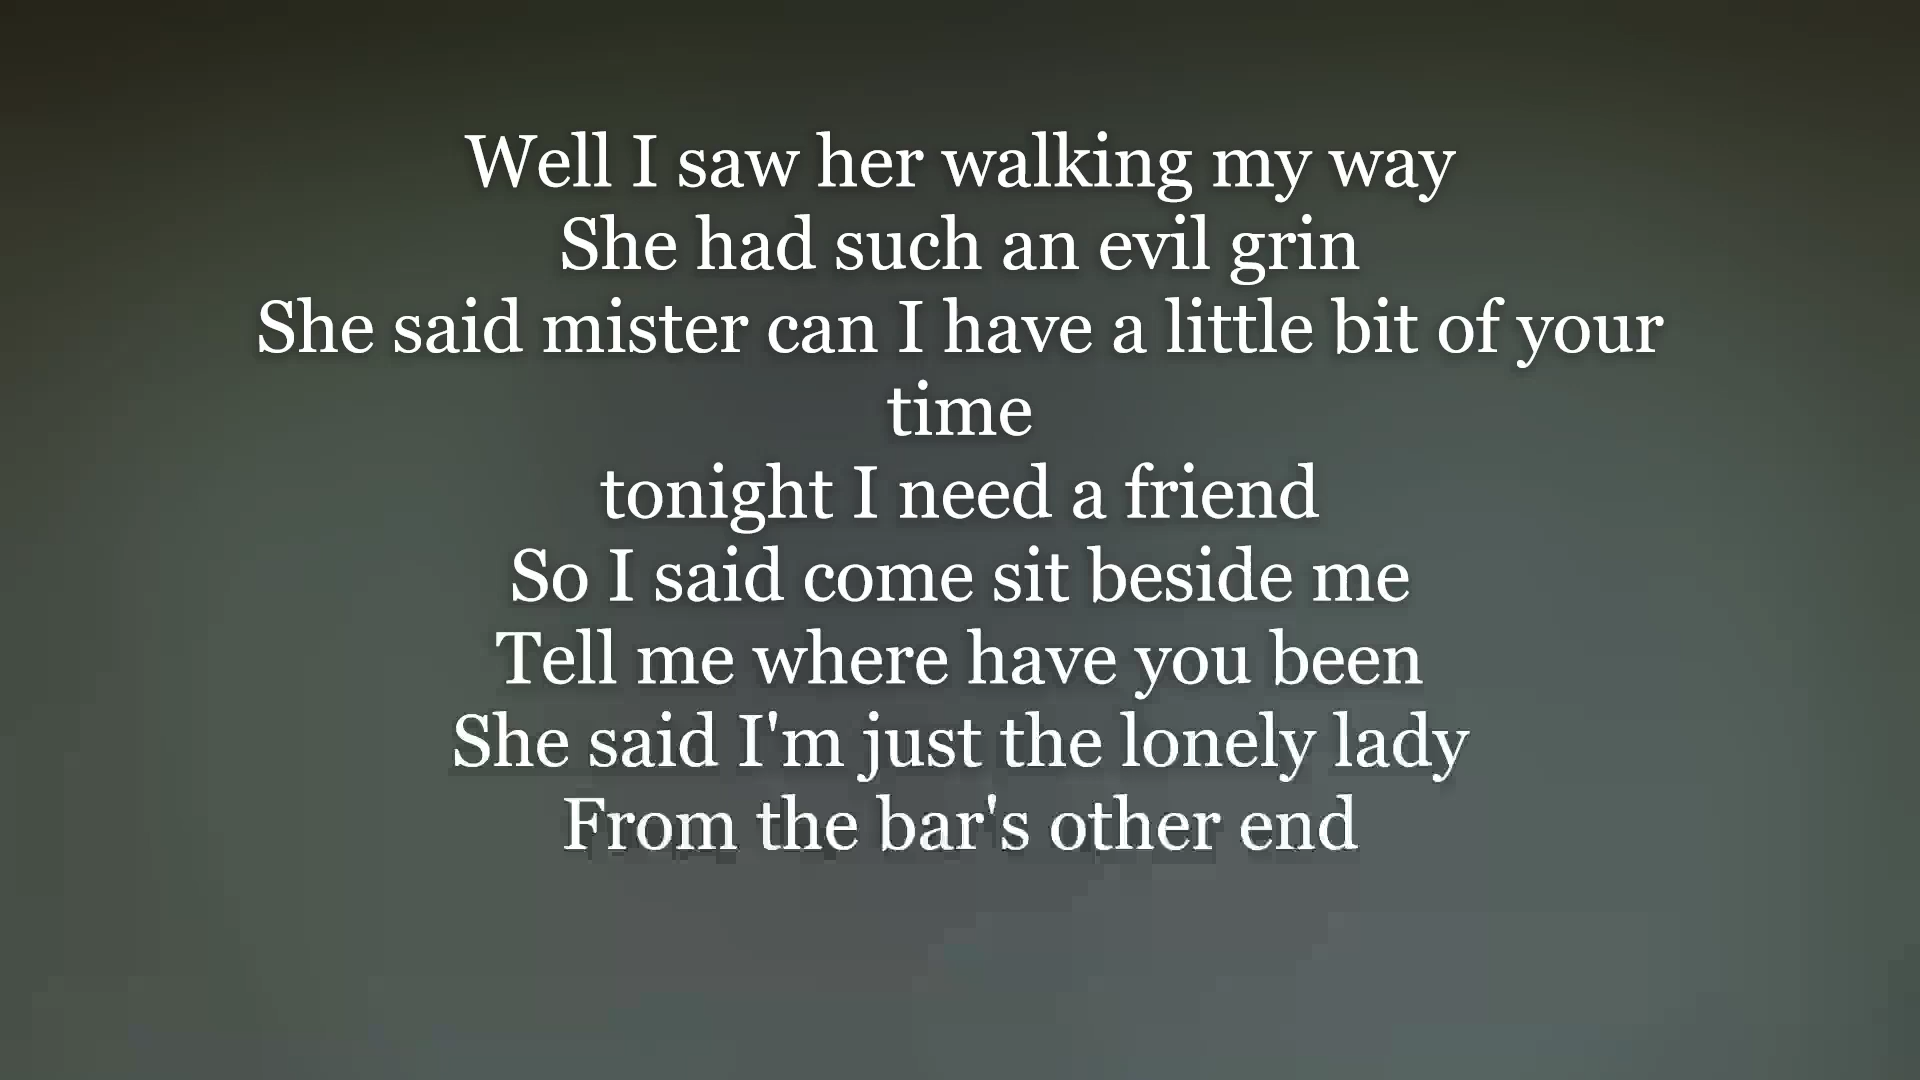 Well I saw her walking my way
She had such an evil grin
She said mister can I have a little bit of your
time
tonight I need a friend
So I said come sit beside me
Tell me where have you been
She said I'm just the lonely lady
From the bar's other end